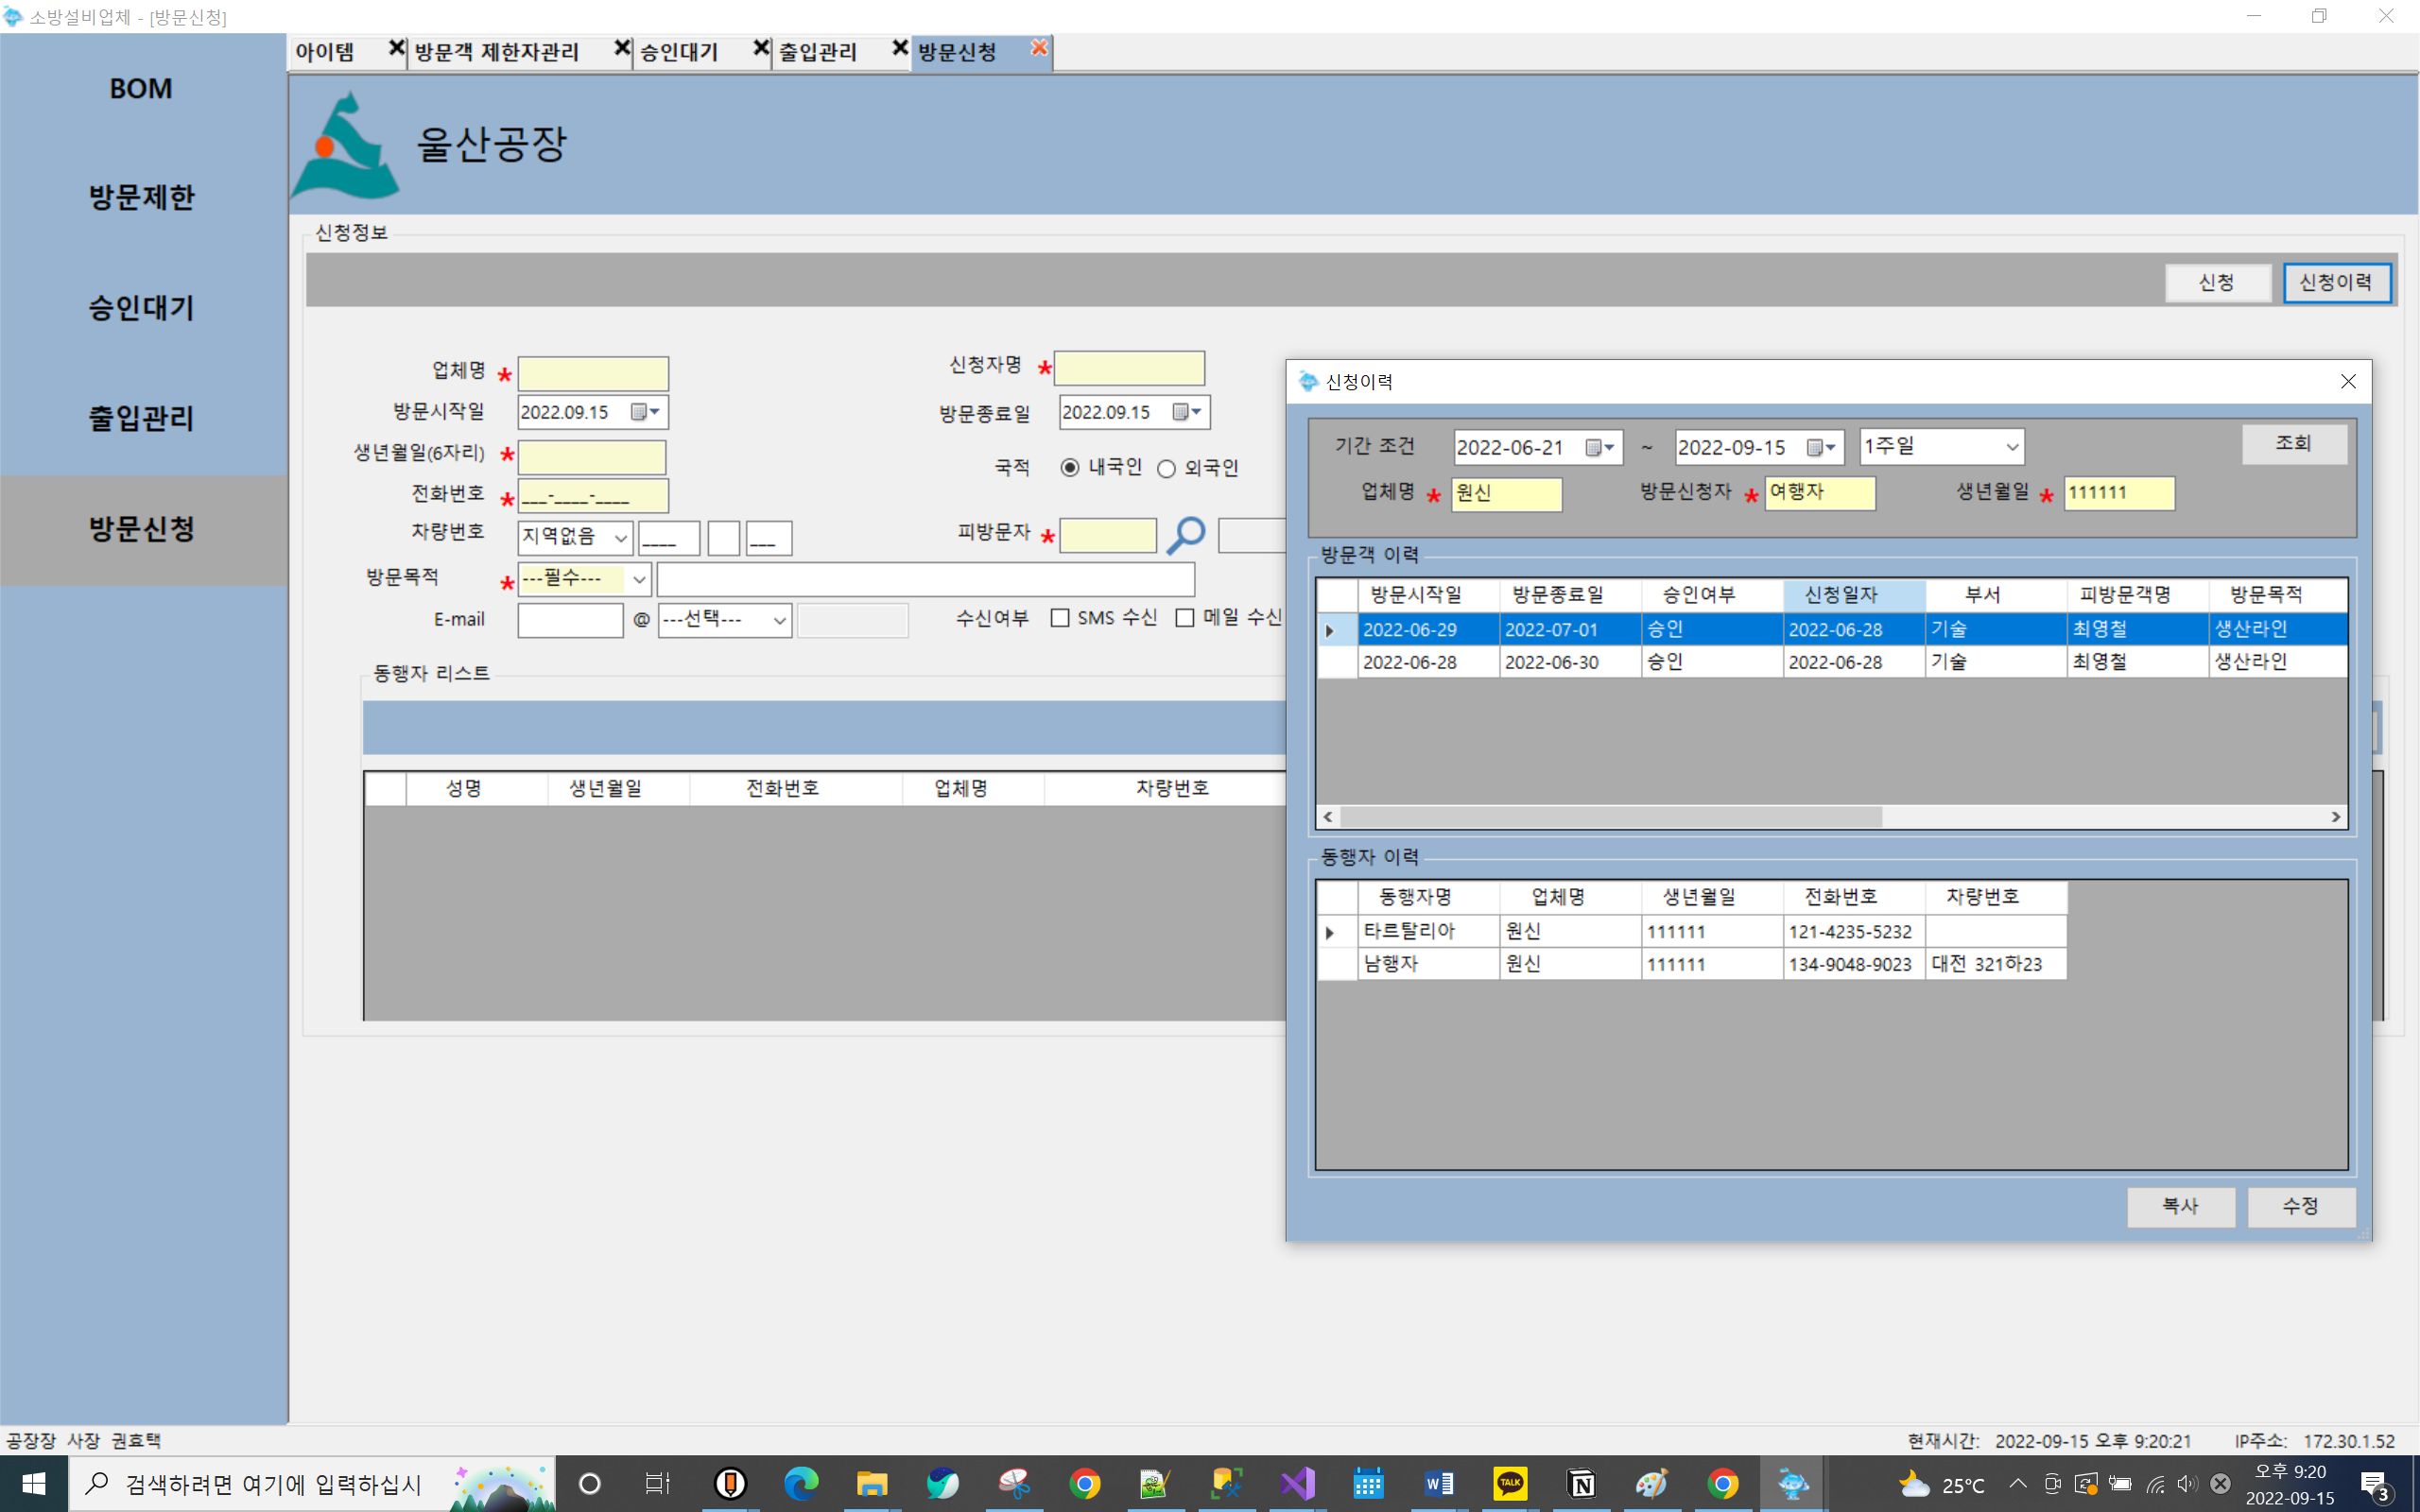 소방설비업체 - [방문신청]
아이템 방문객 제한자관리 승인대기 출입관리 방문신청
BOM
방문제한
승인대기
출입관리
방문신청
울산공장
신청정보
신청 신청이력
업체명 * 신청자명 *
방문시작일 2022.09.15 방문종료일 2022.09.15
생년월일(6자리) * 국적 내국인 외국인
전화번호 * ___-____-____
차량번호 지역없음 ____ ___ 피방문자 *
방문목적 * ---필수---
E-mail @ ---선택--- 수신여부 SMS 수신 메일 수신
동행자 리스트
성명 생년월일 전화번호 업체명 차량번호
신청이력
기간 조건 2022-06-21 ~ 2022-09-15 1주일 조회
업체명 * 원신 방문신청자 * 여행자 생년월일 * 111111
방문객 이력
방문시작일 방문종료일 승인여부 신청일자 부서 피방문객명 방문목적
2022-06-29 2022-07-01 승인 2022-06-28 기술 최영철 생산라인
2022-06-28 2022-06-30 승인 2022-06-28 기술 최영철 생산라인
동행자 이력
동행자명 업체명 생년월일 전화번호 차량번호
타르탈리아 원신 111111 121-4235-5232
남행자 원신 111111 134-9048-9023 대전 321하23
복사 수정
공장장 사장 권효택 현재시간: 2022-09-15 오후 9:20:21 IP주소: 172.30.1.52
검색하려면 여기에 입력하십시 TALK 25°C 오후 9:20
2022-09-15 3